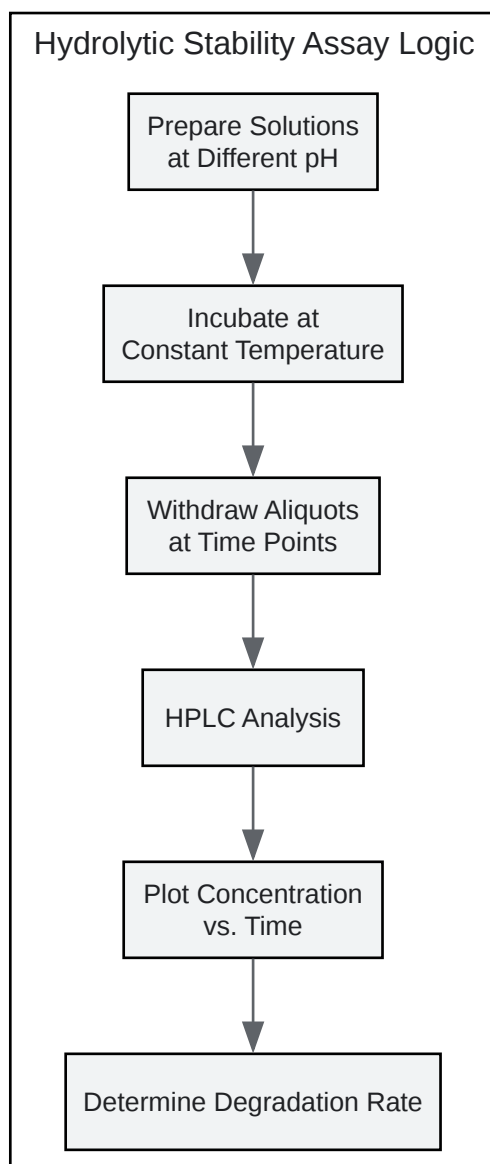 Hydrolytic Stability Assay Logic
Prepare Solutions
at Different pH
Incubate at
Constant Temperature
Withdraw Aliquots
at Time Points
HPLC Analysis
Plot Concentration
vs. Time
Determine Degradation Rate